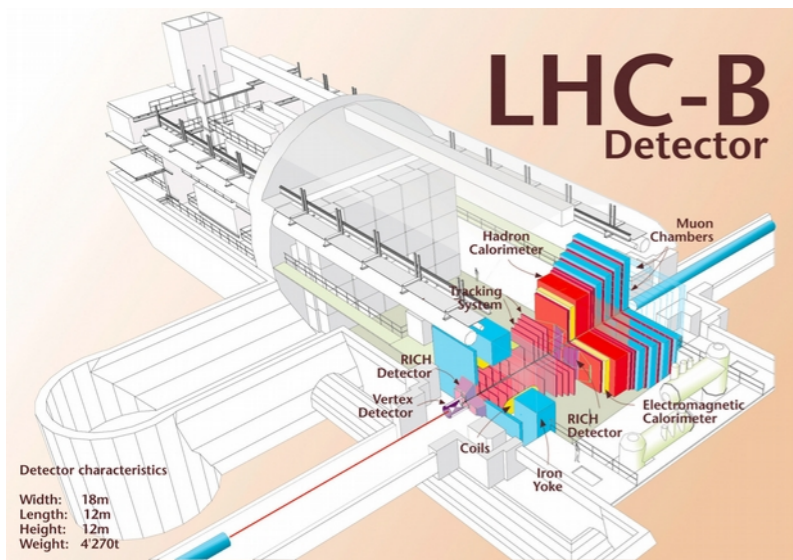 LHC-B
Detector
Hadron
Calorimeter
Muon
Chambers
Tracking
System
RICH
Detector
Vertex
Detector
Coils
Iron
Yoke
RICH
Detector
Electromagnetic
Calorimeter
Detector characteristics
Width: 18m
Length: 12m
Height: 12m
Weight: 4'270t